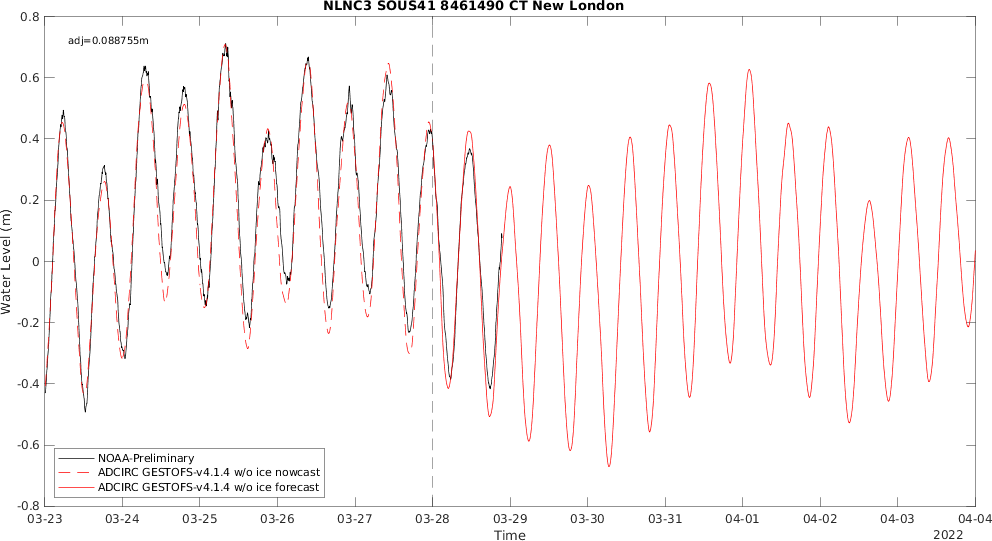 NLNC3 SOUS41 8461490 CT New London
adj=0.088755m
Water Level (m)
0.8
0.6
0.4
0.2
0
-0.2
-0.4
-0.6
-0.8
NOAA-Preliminary
ADCIRC GESTOFS-v4.1.4 w/o ice nowcast
ADCIRC GESTOFS-v4.1.4 w/o ice forecast
03-23 03-24 03-25 03-26 03-27 03-28 03-29 03-30 03-31 04-01 04-02 04-03 04-04
Time
2022